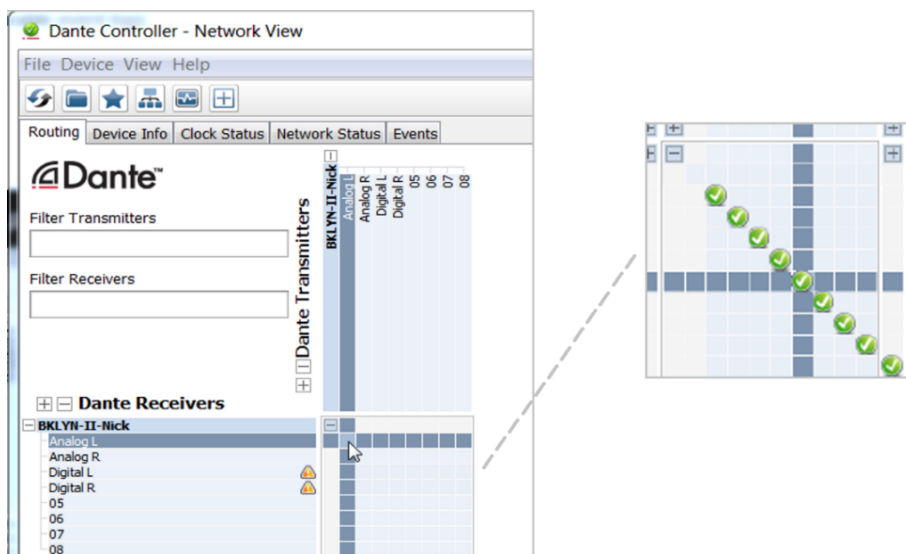 Dante Controller - Network View
File Device View Help
Routing Device Info Clock Status Network Status Events
Dante™
Filter Transmitters
Filter Receivers
Dante Transmitters
BKLYN-II-Nick
Analog L
Analog R
Digital L
Digital R
05
06
07
08
Dante Receivers
BKLYN-II-Nick
Analog L
Analog R
Digital L
Digital R
05
06
07
08